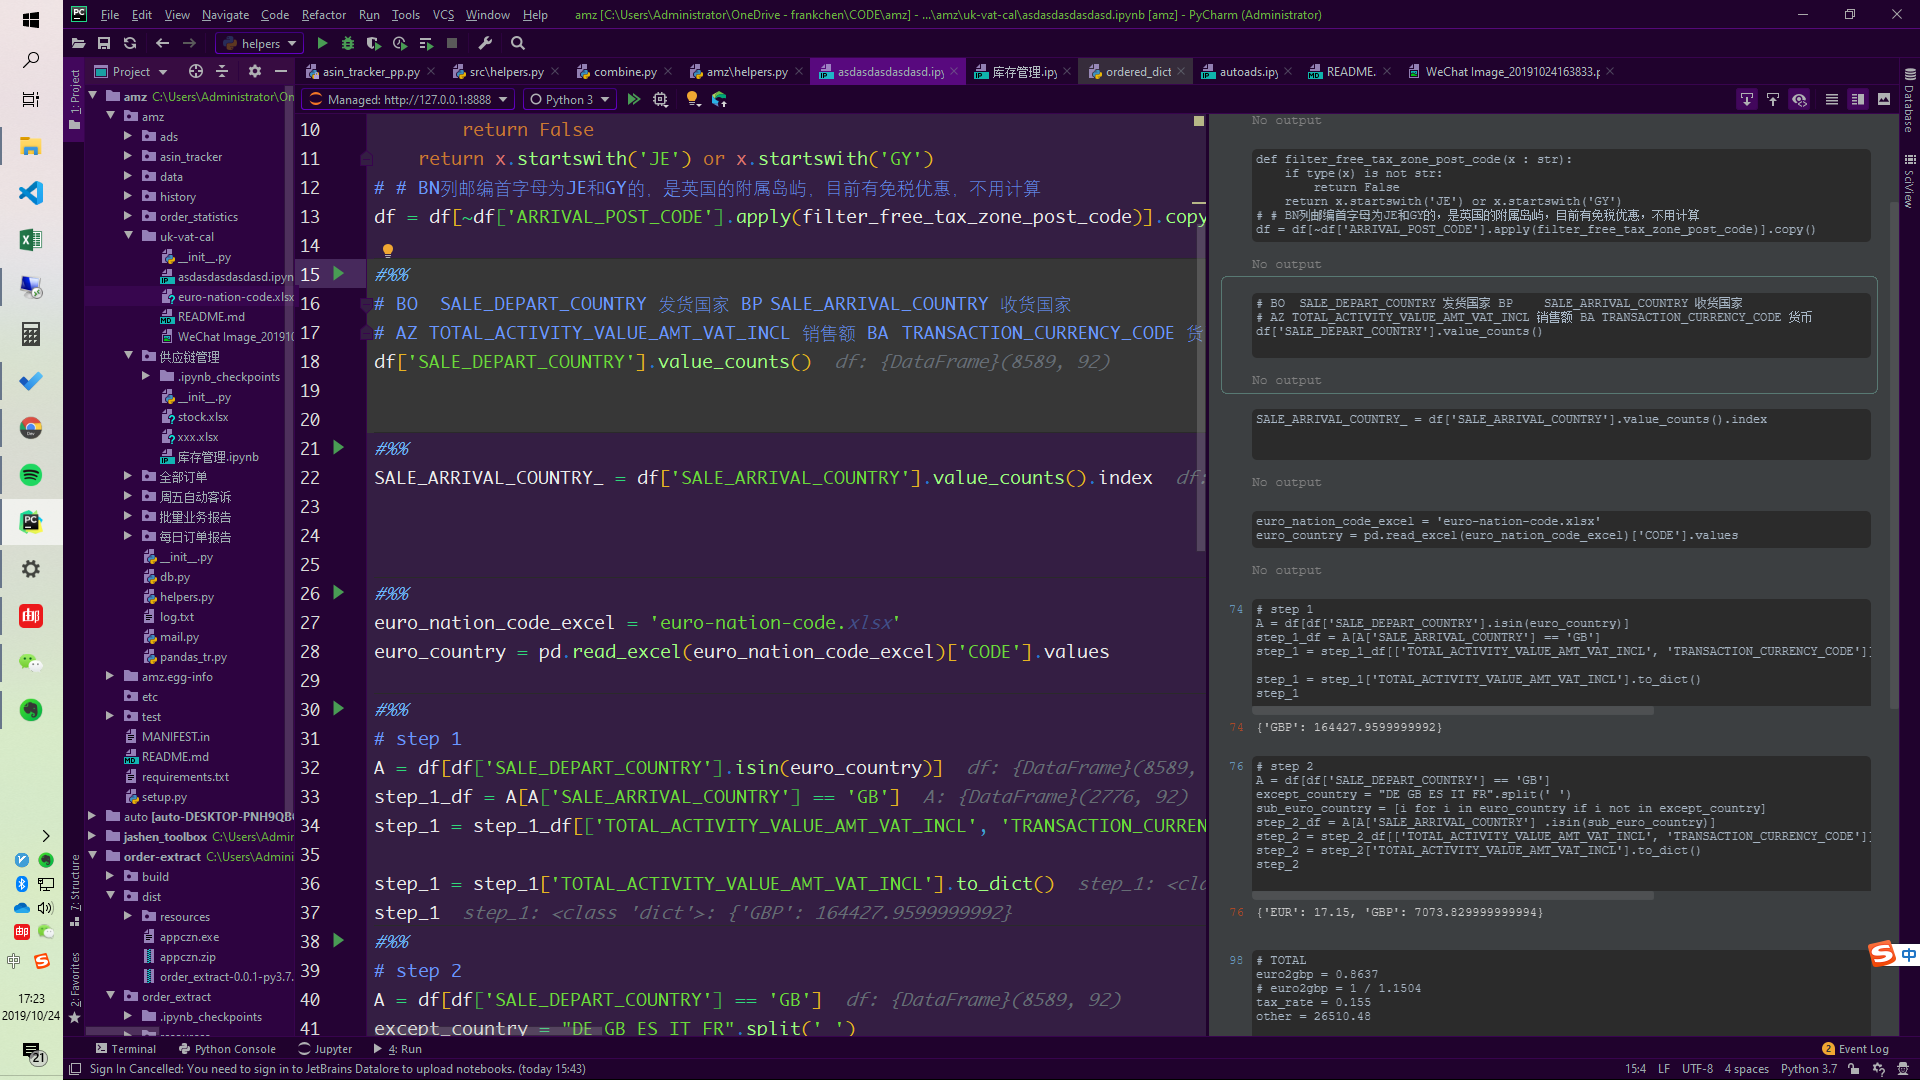 File Edit View Navigate Code Refactor Run Tools VCS Window Help amz [C:\Users\Administrator\OneDrive - frankchen\CODE\amz] - ...\amz\uk-vat-cal\asdasdasdasdasd.ipynb [amz] - PyCharm (Administrator)
helpers
Project
asin_tracker_pp.py
src\helpers.py
combine.py
amz\helpers.py
asdasdasdasdasd.ipy
库存管理.ipy
ordered_dict
autoads.ipy
README.
WeChat Image_20191024163833.p
Managed: http://127.0.0.1:8888
Python 3
1: Project
7: Structure
2: Favorites
Database
SciView
amz C:\Users\Administrator\On
amz
ads
asin_tracker
data
history
order_statistics
uk-vat-cal
__init__.py
asdasdasdasdasd.ipyn
euro-nation-code.xlsx
README.md
WeChat Image_20191
供应链管理
.ipynb_checkpoints
__init__.py
stock.xlsx
xxx.xlsx
库存管理.ipynb
全部订单
周五自动客诉
批量业务报告
每日订单报告
__init__.py
db.py
helpers.py
log.txt
mail.py
pandas_tr.py
amz.egg-info
etc
test
MANIFEST.in
README.md
requirements.txt
setup.py
auto [auto-DESKTOP-PNH9QB
jashen_toolbox C:\Users\Admir
order-extract C:\Users\Admini
build
dist
resources
appczn.exe
appczn.zip
order_extract-0.0.1-py3.7.
order_extract
.ipynb_checkpoints
10 return False
11 return x.startswith('JE') or x.startswith('GY')
12 # # BN列邮编首字母为JE和GY的，是英国的附属岛屿，目前有免税优惠，不用计算
13 df = df[~df['ARRIVAL_POST_CODE'].apply(filter_free_tax_zone_post_code)].copy
14
15 #%%
16 # BO SALE_DEPART_COUNTRY 发货国家 BP SALE_ARRIVAL_COUNTRY 收货国家
17 # AZ TOTAL_ACTIVITY_VALUE_AMT_VAT_INCL 销售额 BA TRANSACTION_CURRENCY_CODE 货
18 df['SALE_DEPART_COUNTRY'].value_counts() df: {DataFrame}(8589, 92)
19
20
21 #%%
22 SALE_ARRIVAL_COUNTRY_ = df['SALE_ARRIVAL_COUNTRY'].value_counts().index df:
23
24
25
26 #%%
27 euro_nation_code_excel = 'euro-nation-code.xlsx'
28 euro_country = pd.read_excel(euro_nation_code_excel)['CODE'].values
29
30 #%%
31 # step 1
32 A = df[df['SALE_DEPART_COUNTRY'].isin(euro_country)] df: {DataFrame}(8589,
33 step_1_df = A[A['SALE_ARRIVAL_COUNTRY'] == 'GB'] A: {DataFrame}(2776, 92)
34 step_1 = step_1_df[['TOTAL_ACTIVITY_VALUE_AMT_VAT_INCL', 'TRANSACTION_CURREN
35
36 step_1 = step_1['TOTAL_ACTIVITY_VALUE_AMT_VAT_INCL'].to_dict() step_1: <cla
37 step_1 step_1: <class 'dict'>: {'GBP': 164427.9599999992}
38 #%%
39 # step 2
40 A = df[df['SALE_DEPART_COUNTRY'] == 'GB'] df: {DataFrame}(8589, 92)
41 except_country = "DE GB ES IT FR".split(' ')
No output
def filter_free_tax_zone_post_code(x : str):
if type(x) is not str:
return False
return x.startswith('JE') or x.startswith('GY')
# # BN列邮编首字母为JE和GY的，是英国的附属岛屿，目前有免税优惠，不用计算
df = df[~df['ARRIVAL_POST_CODE'].apply(filter_free_tax_zone_post_code)].copy()
No output
# BO SALE_DEPART_COUNTRY 发货国家 BP SALE_ARRIVAL_COUNTRY 收货国家
# AZ TOTAL_ACTIVITY_VALUE_AMT_VAT_INCL 销售额 BA TRANSACTION_CURRENCY_CODE 货币
df['SALE_DEPART_COUNTRY'].value_counts()
No output
SALE_ARRIVAL_COUNTRY_ = df['SALE_ARRIVAL_COUNTRY'].value_counts().index
No output
euro_nation_code_excel = 'euro-nation-code.xlsx'
euro_country = pd.read_excel(euro_nation_code_excel)['CODE'].values
No output
74 # step 1
A = df[df['SALE_DEPART_COUNTRY'].isin(euro_country)]
step_1_df = A[A['SALE_ARRIVAL_COUNTRY'] == 'GB']
step_1 = step_1_df[['TOTAL_ACTIVITY_VALUE_AMT_VAT_INCL', 'TRANSACTION_CURRENCY_CODE']]
step_1 = step_1['TOTAL_ACTIVITY_VALUE_AMT_VAT_INCL'].to_dict()
step_1
74 {'GBP': 164427.9599999992}
76 # step 2
A = df[df['SALE_DEPART_COUNTRY'] == 'GB']
except_country = "DE GB ES IT FR".split(' ')
sub_euro_country = [i for i in euro_country if i not in except_country]
step_2_df = A[A['SALE_ARRIVAL_COUNTRY'] .isin(sub_euro_country)]
step_2 = step_2_df[['TOTAL_ACTIVITY_VALUE_AMT_VAT_INCL', 'TRANSACTION_CURRENCY_CODE']]
step_2 = step_2['TOTAL_ACTIVITY_VALUE_AMT_VAT_INCL'].to_dict()
step_2
76 {'EUR': 17.15, 'GBP': 7073.829999999994}
98 # TOTAL
euro2gbp = 0.8637
# euro2gbp = 1 / 1.1504
tax_rate = 0.155
other = 26510.48
中
17:23
2019/10/24
21
Terminal Python Console Jupyter 4: Run
2 Event Log
Sign In Cancelled: You need to sign in to JetBrains Datalore to upload notebooks. (today 15:43)
15:4 LF UTF-8 4 spaces Python 3.7